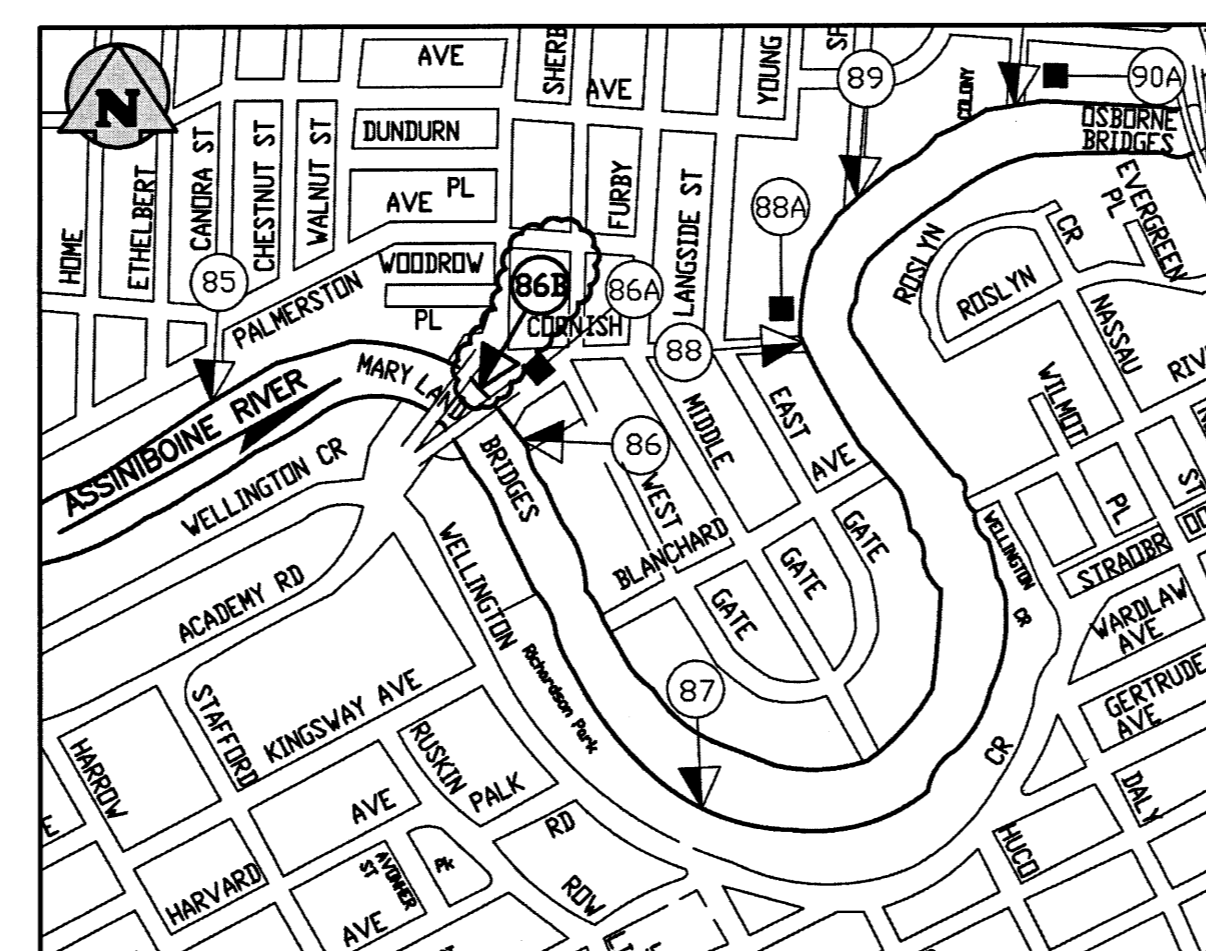 N
AVE
SHERB
AVE
YOUNG
SP
89
COLONY
90A
OSBORNE
BRIDGES
HOME
ETHELBERT
CANORA ST
CHESTNUT ST
WALNUT ST
DUNDURN
PL
AVE
FURBY
LANGSIDE ST
88A
EVERGREEN
PL
85
PALMERSTON
WOODROW
PL
86B
86A
CORNISH
88
ROSLYN
CR
ROSLYN
NASSAU
RIV
WILMOT
ASSINIBOINE RIVER
MARYLAND
BRIDGES
86
MIDDLE
EAST
AVE
WELLINGTON CR
WEST
BLANCHARD
GATE
GATE
GATE
PL
ST
STRADBR
WELLINGTON
CR
ACADEMY RD
WELLINGTON
Richardson Park
WARDLAW
AVE
GERTRUDE
AVE
STAFFORD
KINGSWAY AVE
87
CR
HARROW
RUSKIN
PALK
AVE
RD
DALY
HUGO
E
HARVARD
ST
Pk
ROW
AVE